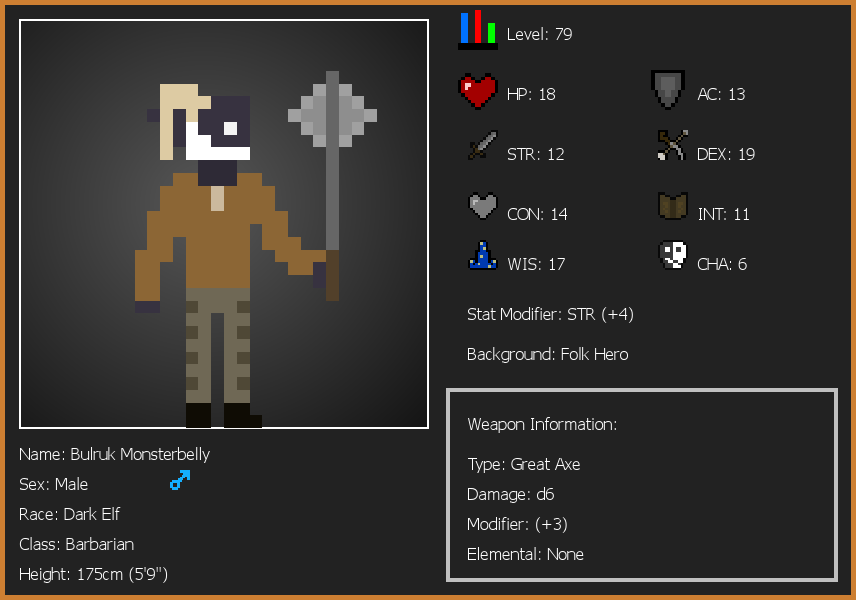 Level: 79
HP: 18
AC: 13
STR: 12
DEX: 19
CON: 14
INT: 11
WIS: 17
CHA: 6
Stat Modifier: STR (+4)
Background: Folk Hero
Weapon Information:
Type: Great Axe
Damage: d6
Modifier: (+3)
Elemental: None
Name: Bulruk Monsterbelly
Sex: Male
Race: Dark Elf
Class: Barbarian
Height: 175cm (5'9")